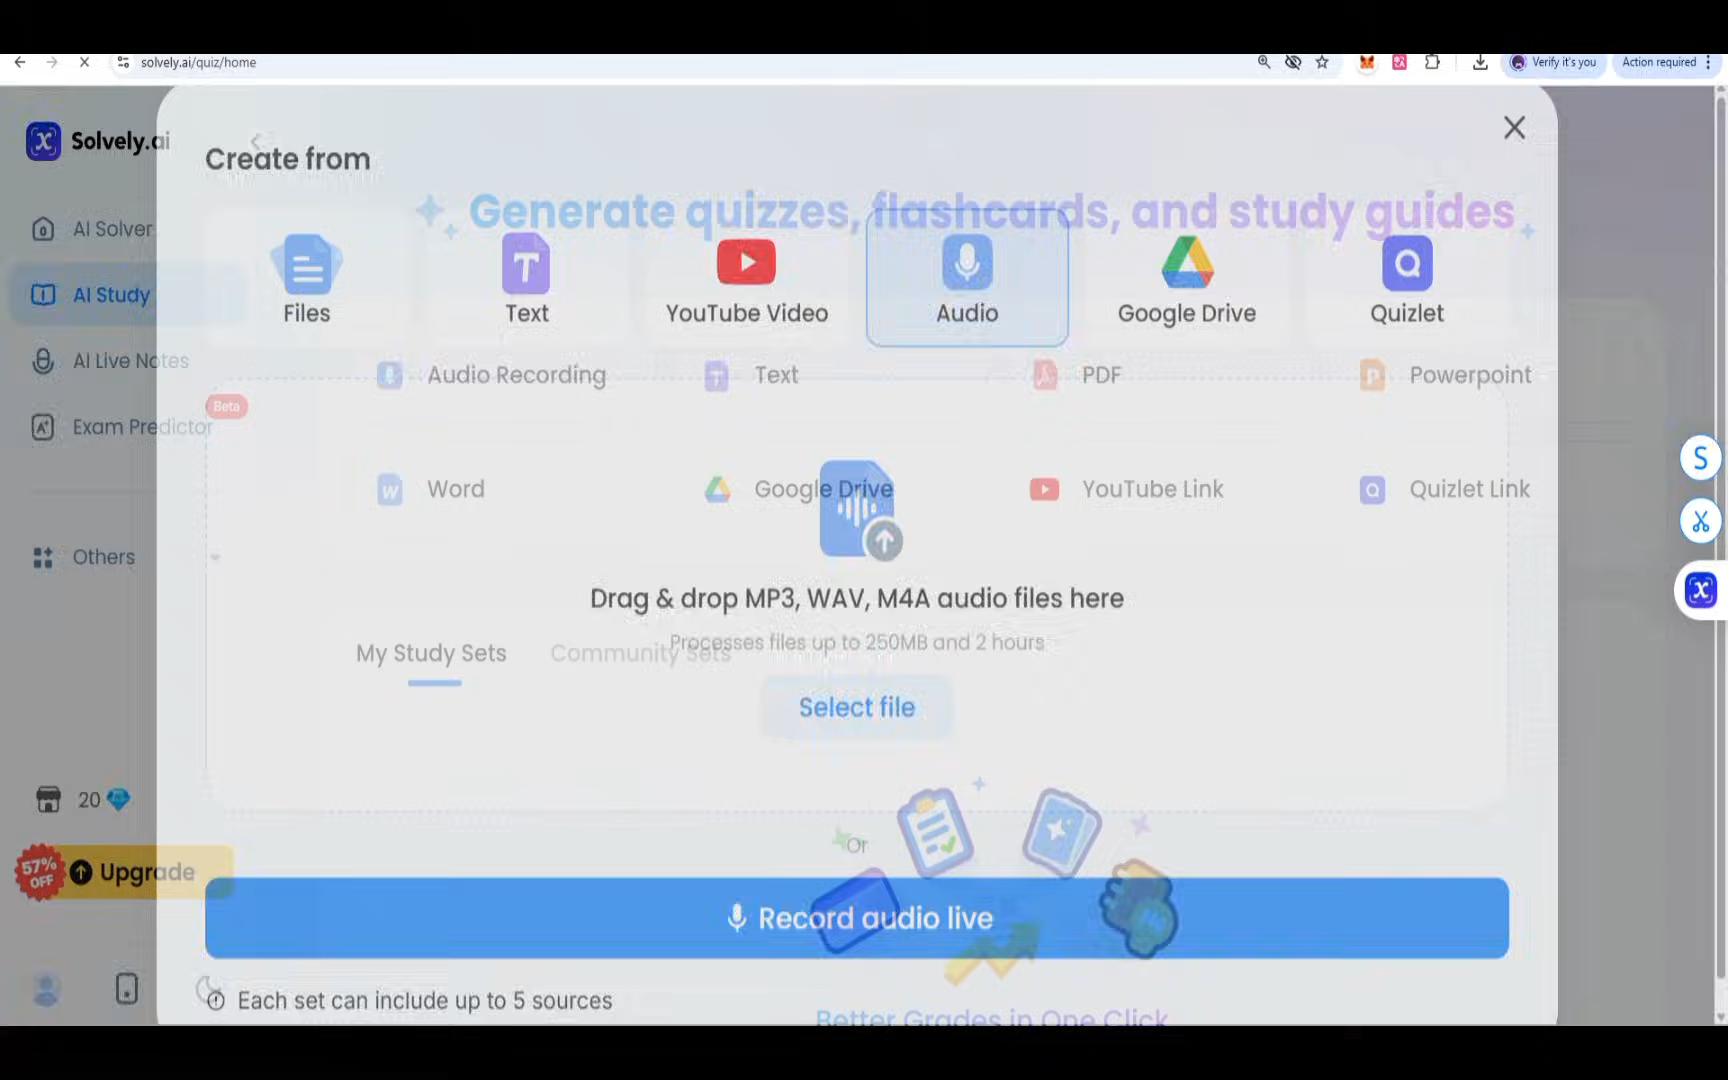 solvely.ai/quiz/home
Verify it's you
Action required
Solvely.ai
Create from
Generate quizzes, flashcards, and study guides
AI Solver
AI Study
AI Live Notes
Beta
Exam Predictor
Others
Files
Text
YouTube Video
Audio
Google Drive
Quizlet
Audio Recording
Text
PDF
Powerpoint
Word
Google Drive
YouTube Link
Quizlet Link
Drag & drop MP3, WAV, M4A audio files here
Processes files up to 250MB and 2 hours
My Study Sets
Community Sets
Select file
20
57% OFF
Upgrade
Or
Record audio live
Each set can include up to 5 sources
Better Grades in One Click